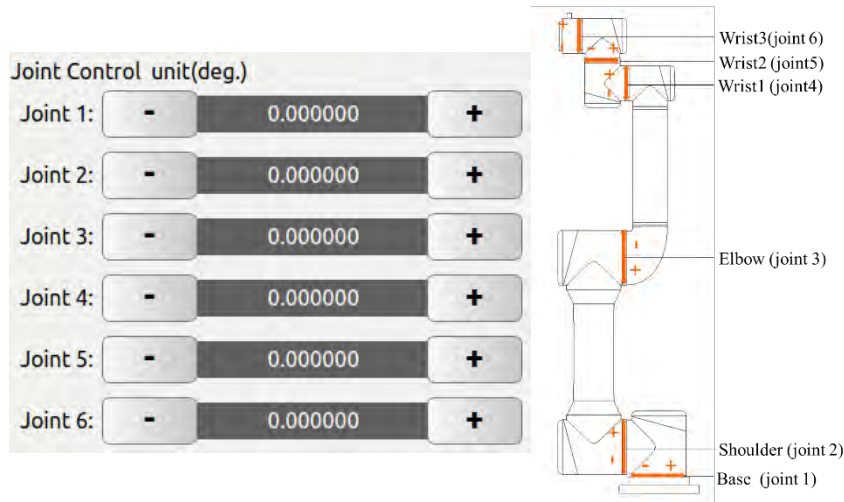 Joint Control unit(deg.)
Joint 1: - 0.000000 +
Joint 2: - 0.000000 +
Joint 3: - 0.000000 +
Joint 4: - 0.000000 +
Joint 5: - 0.000000 +
Joint 6: - 0.000000 +
+ - +
+ -
- +
+ -
- +
Wrist3(joint 6)
Wrist2 (joint5)
Wrist1 (joint4)
Elbow (joint 3)
Shoulder (joint 2)
Base (joint 1)